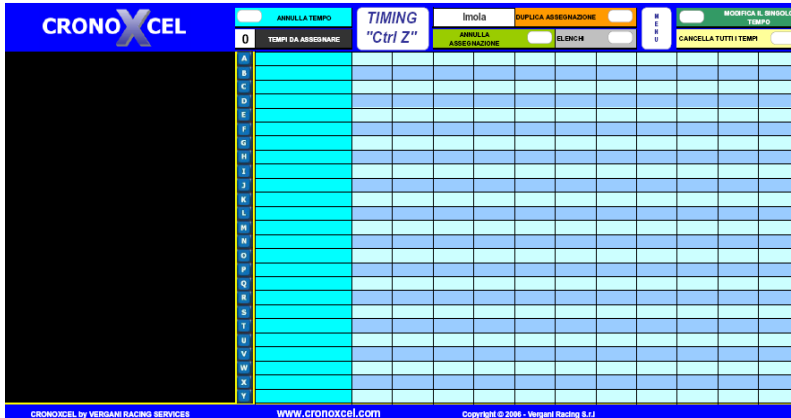 CRONOXCEL
ANNULLA TEMPO
TIMING
"Ctrl Z"
Imola
DUPLICA ASSEGNAZIONE
MENU
MODIFICA IL SINGOLO
TEMPO
0
TEMPI DA ASSEGNARE
ANNULLA
ASSEGNAZIONE
ELENCHI
CANCELLA TUTTI I TEMPI
A
B
C
D
E
F
G
H
I
J
K
L
M
N
O
P
Q
R
S
T
U
V
W
X
Y
CRONOXCEL by VERGANI RACING SERVICES
www.cronoxcel.com
Copyright © 2006 - Vergani Racing S.r.l